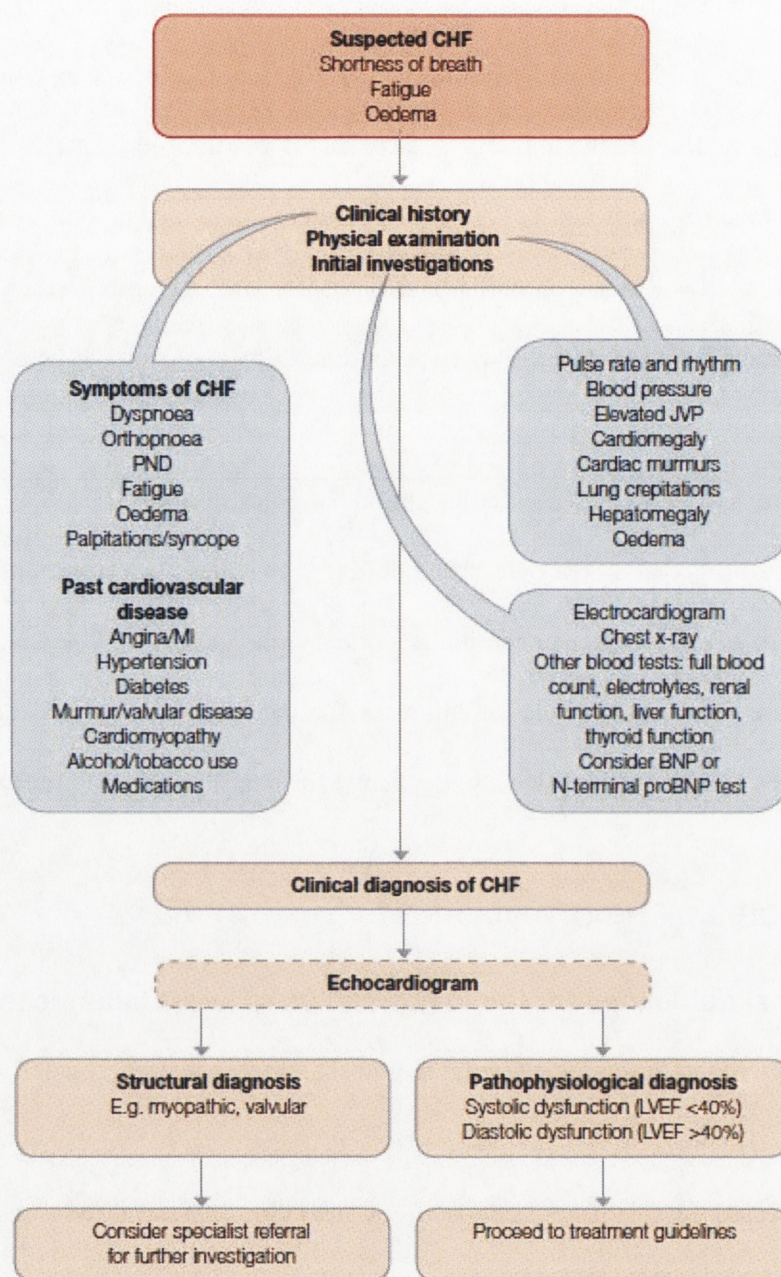 Suspected CHF
Shortness of breath
Fatigue
Oedema
Clinical history
Physical examination
Initial investigations
Symptoms of CHF
Dyspnoea
Orthopnoea
PND
Fatigue
Oedema
Palpitations/syncope
Past cardiovascular
disease
Angina/MI
Hypertension
Diabetes
Murmur/valvular disease
Cardiomyopathy
Alcohol/tobacco use
Medications
Pulse rate and rhythm
Blood pressure
Elevated JVP
Cardiomegaly
Cardiac murmurs
Lung crepitations
Hepatomegaly
Oedema
Electrocardiogram
Chest x-ray
Other blood tests: full blood
count, electrolytes, renal
function, liver function,
thyroid function
Consider BNP or
N-terminal proBNP test
Clinical diagnosis of CHF
Echocardiogram
Structural diagnosis
E.g. myopathic, valvular
Pathophysiological diagnosis
Systolic dysfunction (LVEF <40%)
Diastolic dysfunction (LVEF >40%)
Consider specialist referral
for further investigation
Proceed to treatment guidelines